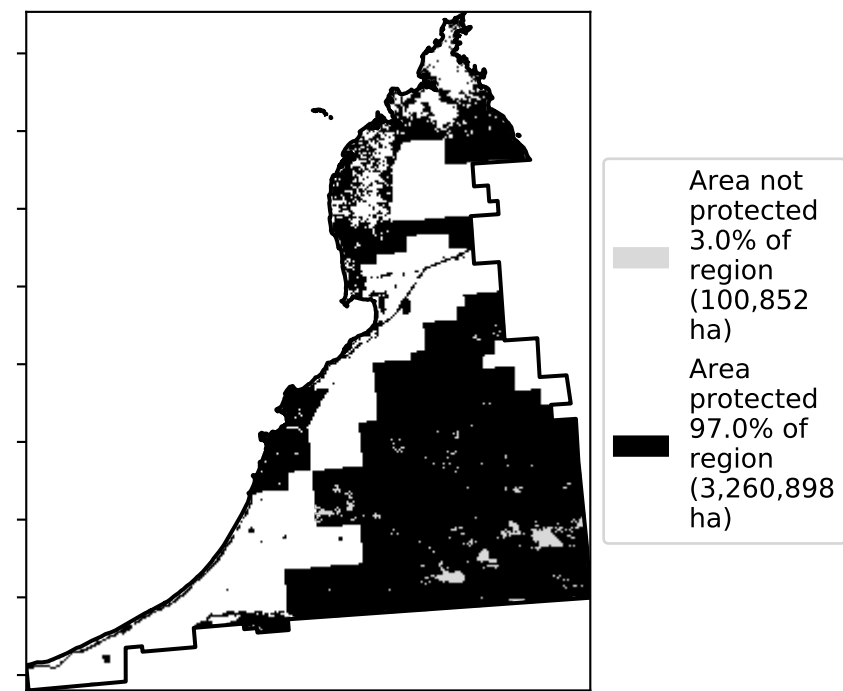 Area not
protected
3.0% of
region
(100,852
ha)
Area
protected
97.0% of
region
(3,260,898
ha)